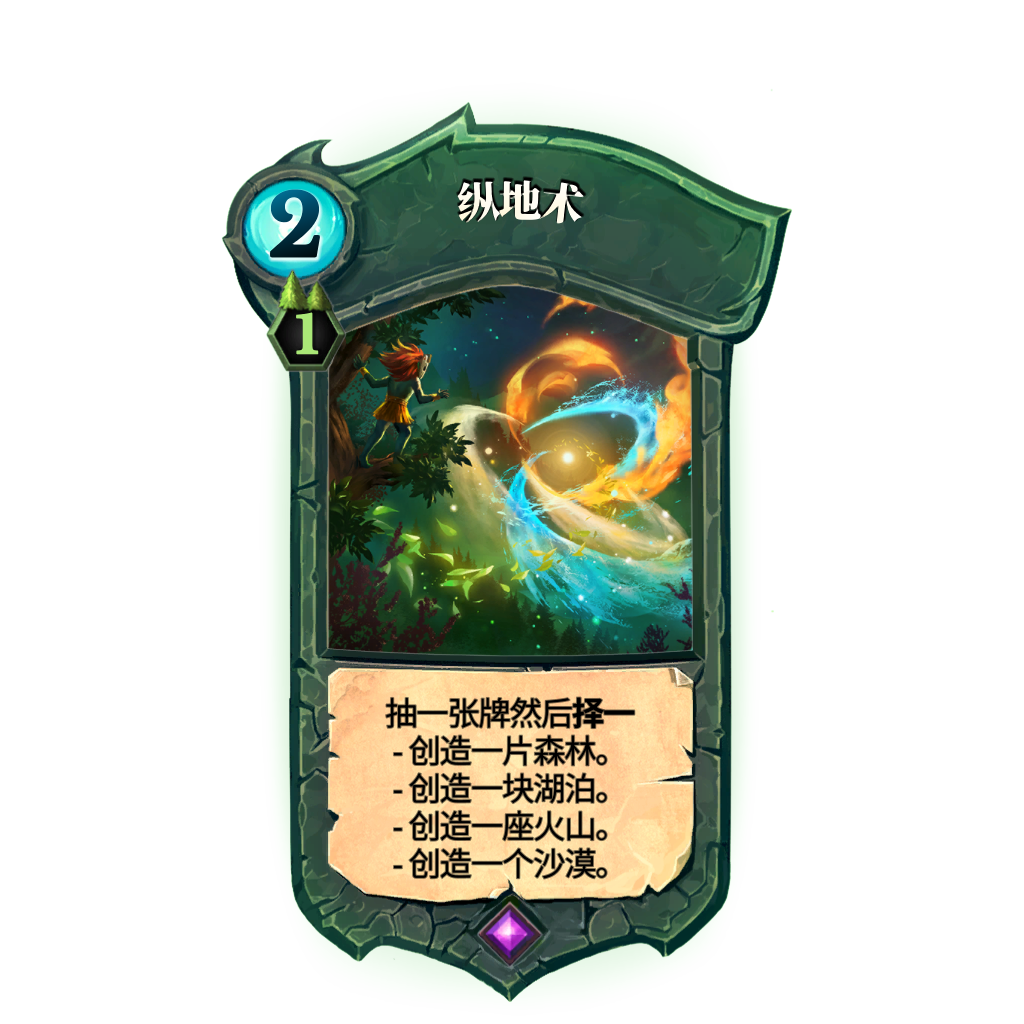 纵地术
2
1
抽一张牌然后择一
- 创造一片森林。
- 创造一块湖泊。
- 创造一座火山。
- 创造一个沙漠。